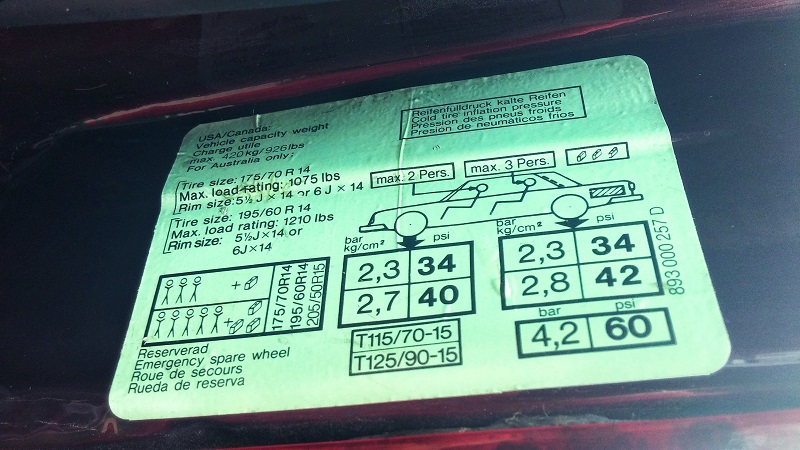 USA/Canada:
Vehicle capacity weight
Charge utile
max. 420 kg/926lbs
For Australia only:
Tire size: 175/70 R 14
Max. load rating: 1075 lbs
Rim size: 5½ J × 14 or 6 J × 14
Tire size: 195/60 R 14
Max. load rating: 1210 lbs
Rim size: 5½J×14 or
6J×14
Reifenfülldruck kalte Reifen
Cold tire inflation pressure
Pression des pneus froids
Presion de neumáticos frios
max. 2 Pers.
max. 3 Pers.
bar psi
kg/cm²
2,3 34
2,7 40
bar psi
kg/cm²
2,3 34
2,8 42
+
+
175/70R14
195/60R14
205/50R15
Reserverad
Emergency spare wheel
Roue de secours
Rueda de reserva
T115/70-15
T125/90-15
bar psi
4,2 60
893 000 257 D